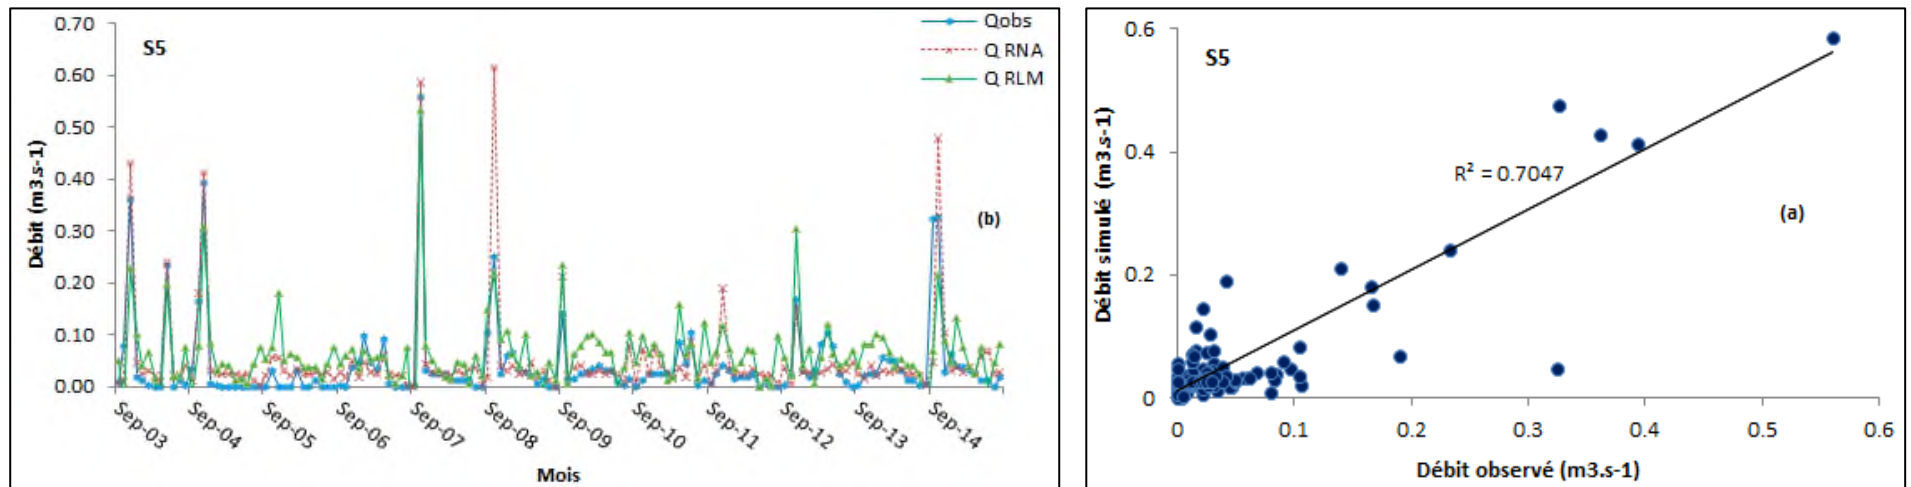 S5
Qobs
Q RNA
Q RLM
Débit (m3.s-1)
0.70
0.60
0.50
0.40
0.30
0.20
0.10
0.00
(b)
Sep-03
Sep-04
Sep-05
Sep-06
Sep-07
Sep-08
Sep-09
Sep-10
Sep-11
Sep-12
Sep-13
Sep-14
Mois
S5
Débit simulé (m3.s-1)
0.6
0.4
0.2
0
R² = 0.7047
(a)
0
0.1
0.2
0.3
0.4
0.5
0.6
Débit observé (m3.s-1)